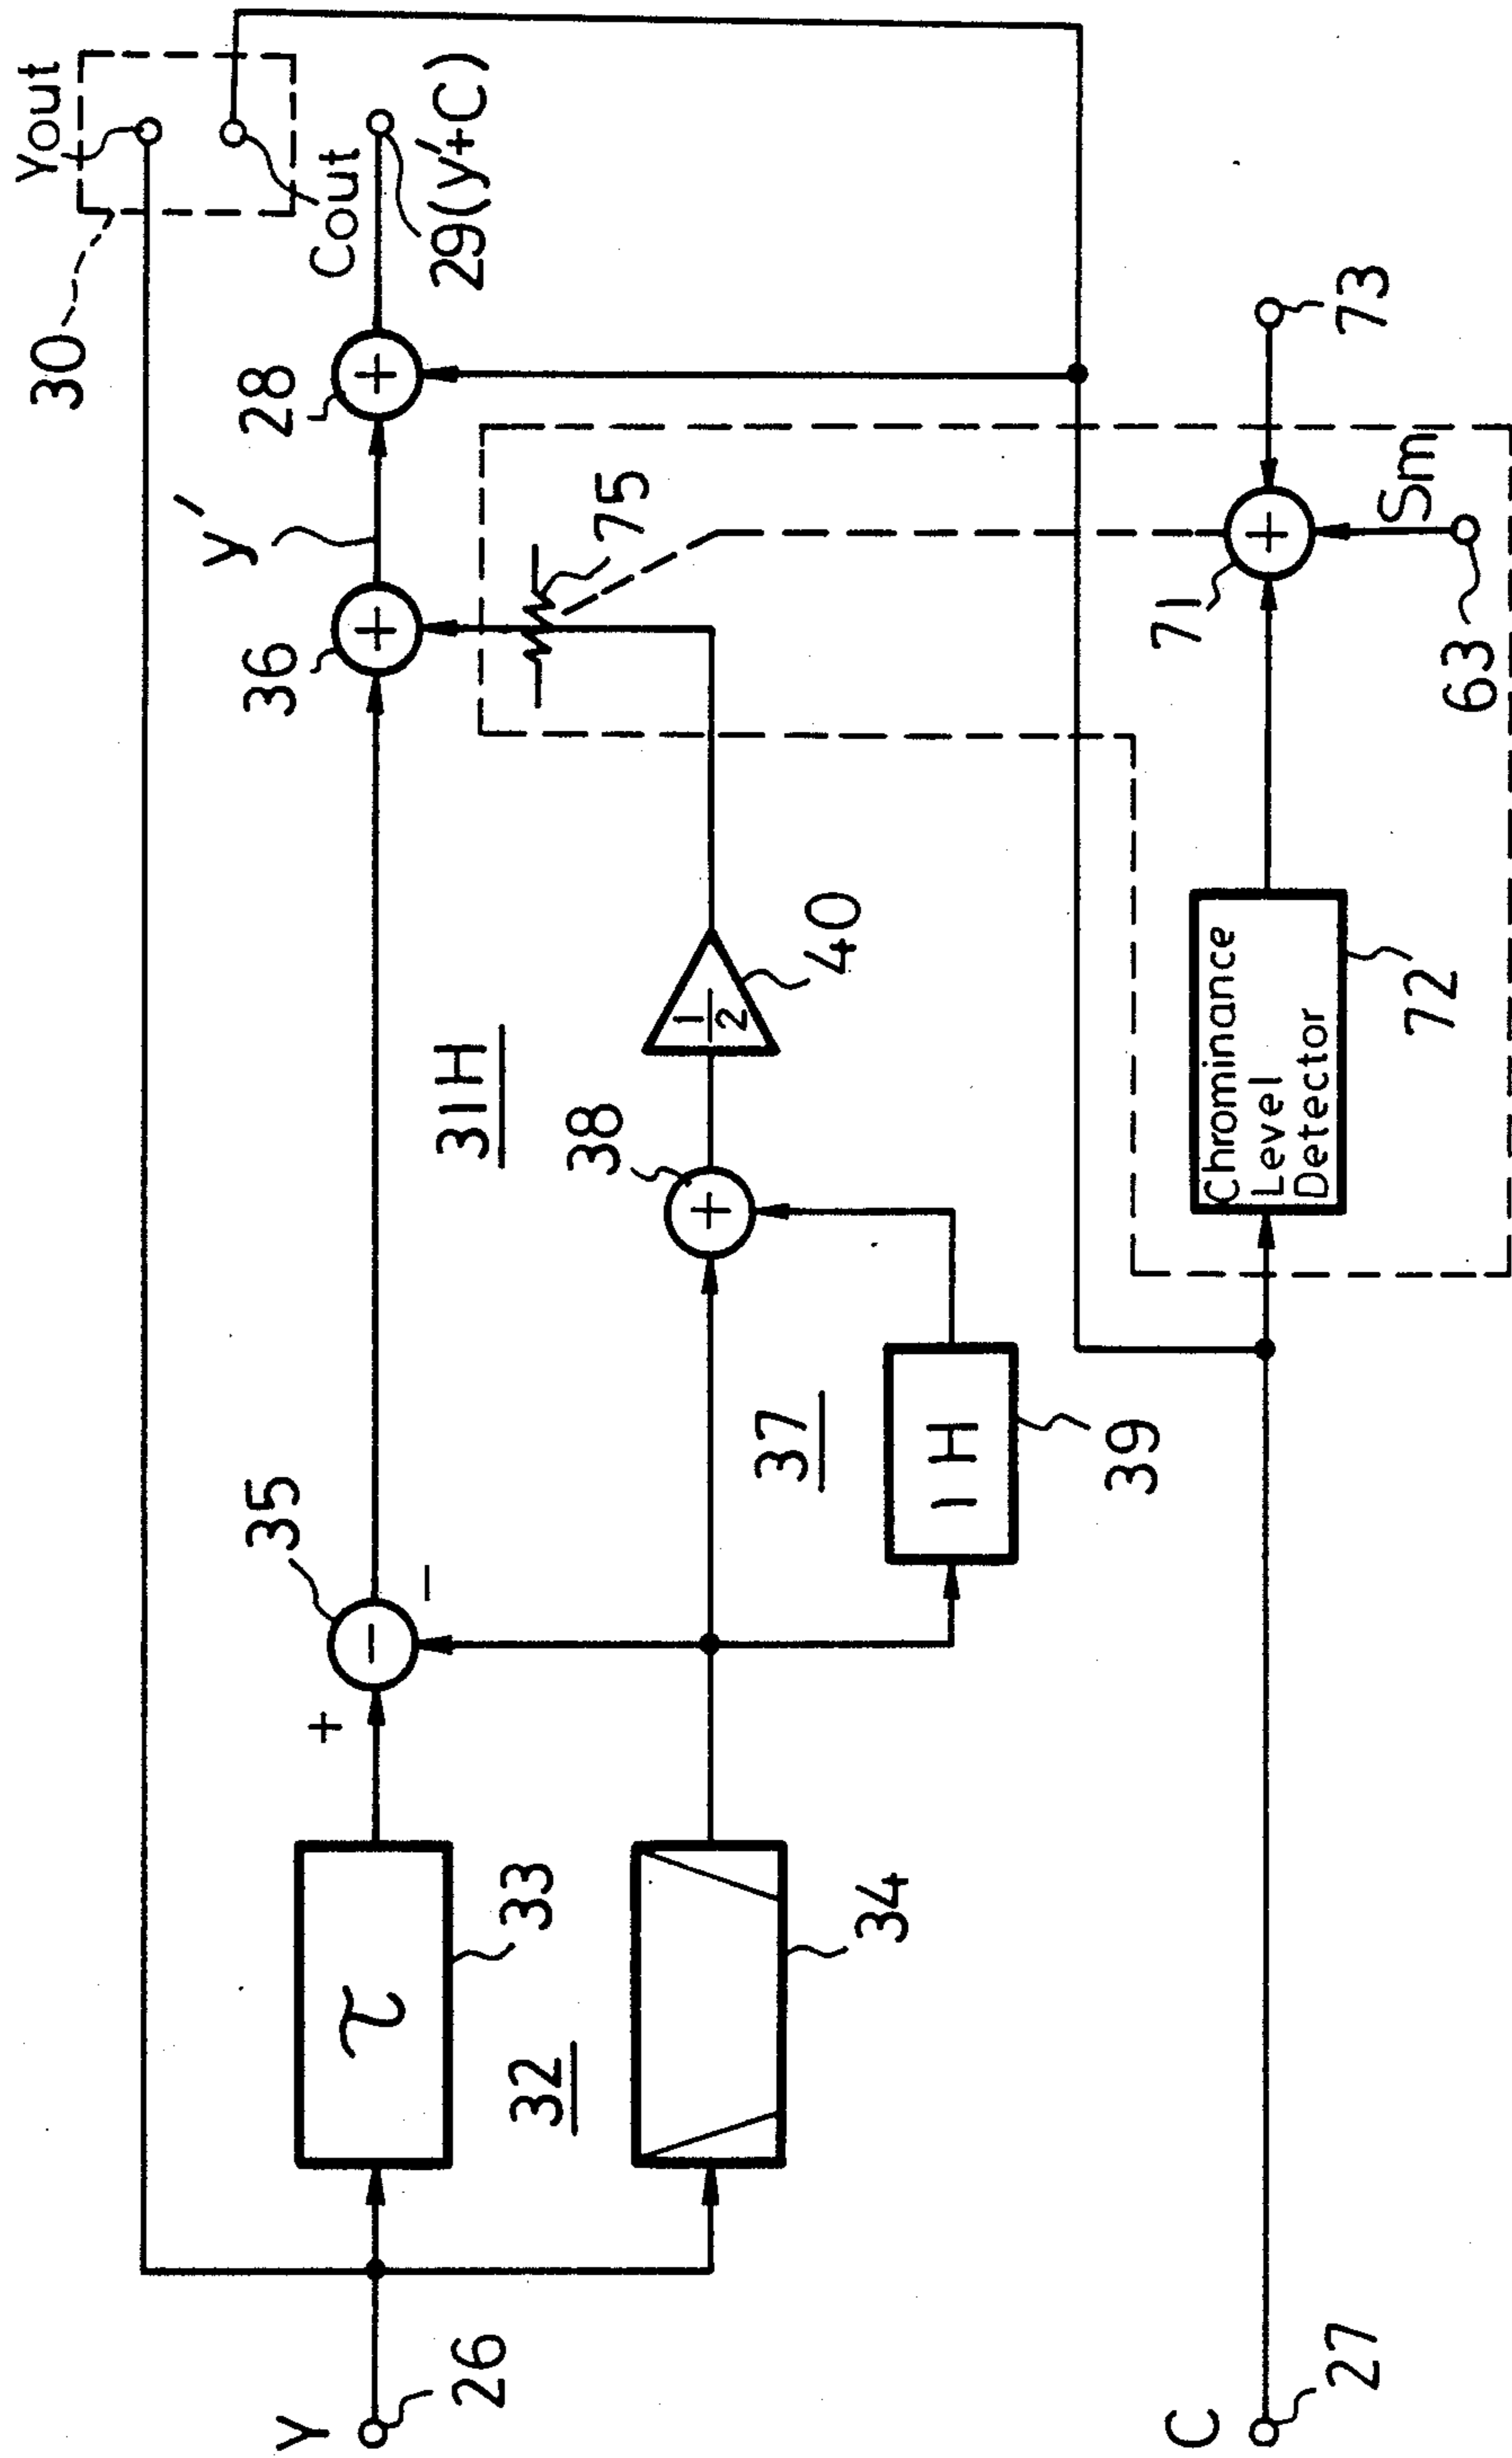 Yout
30
Cout
29(y'+C)
28
y'
36
75
73
Sm
71
63
31H
40
1/2
38
Chrominance
Level
Detector
72
37
1H
39
35
+
−
−
+
+
+
+
τ
33
32
34
Y
26
C
27